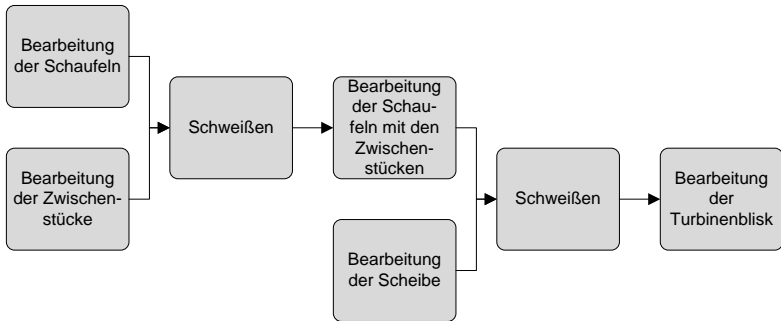 Bearbeitung
der Schaufeln
Bearbeitung
der Zwischen-
stücke
Schweißen
Bearbeitung
der Schau-
feln mit den
Zwischen-
stücken
Bearbeitung
der Scheibe
Schweißen
Bearbeitung
der
Turbinenblisk